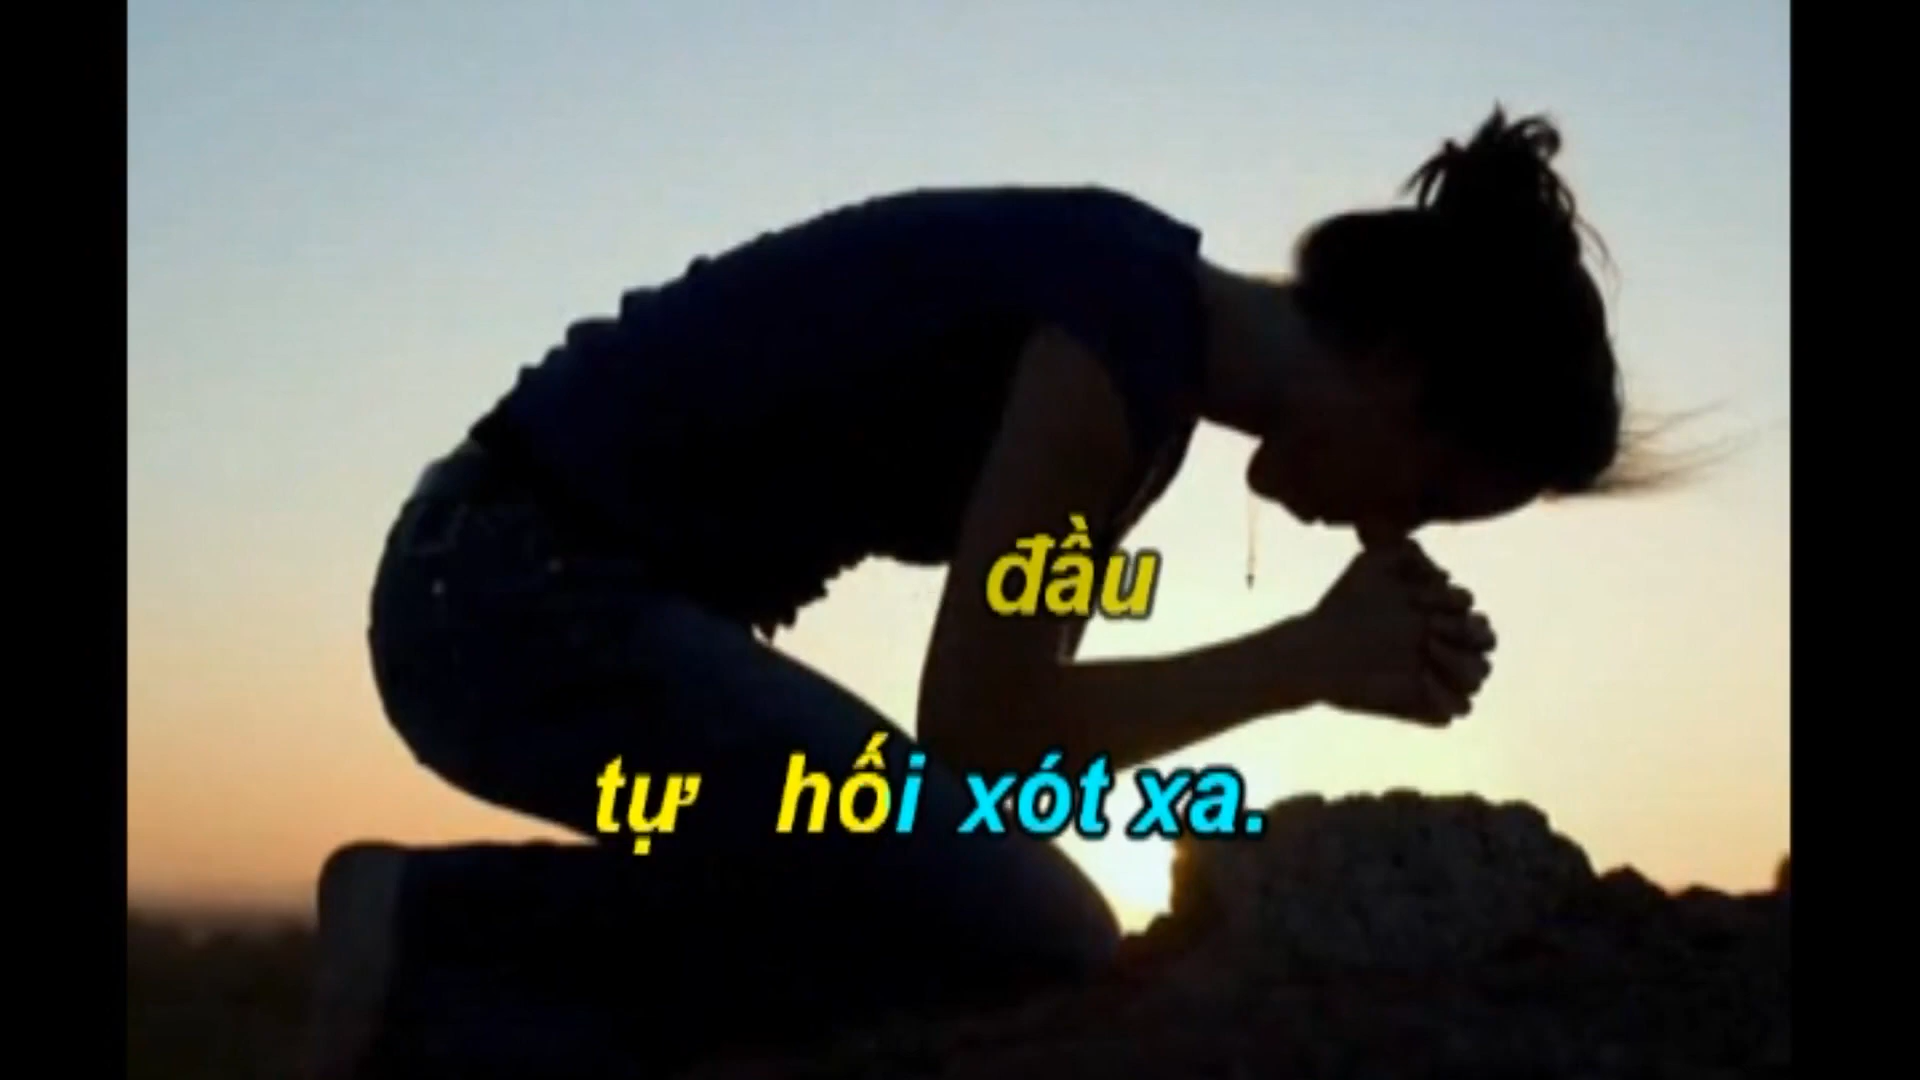 đầu
tự hối xót xa.